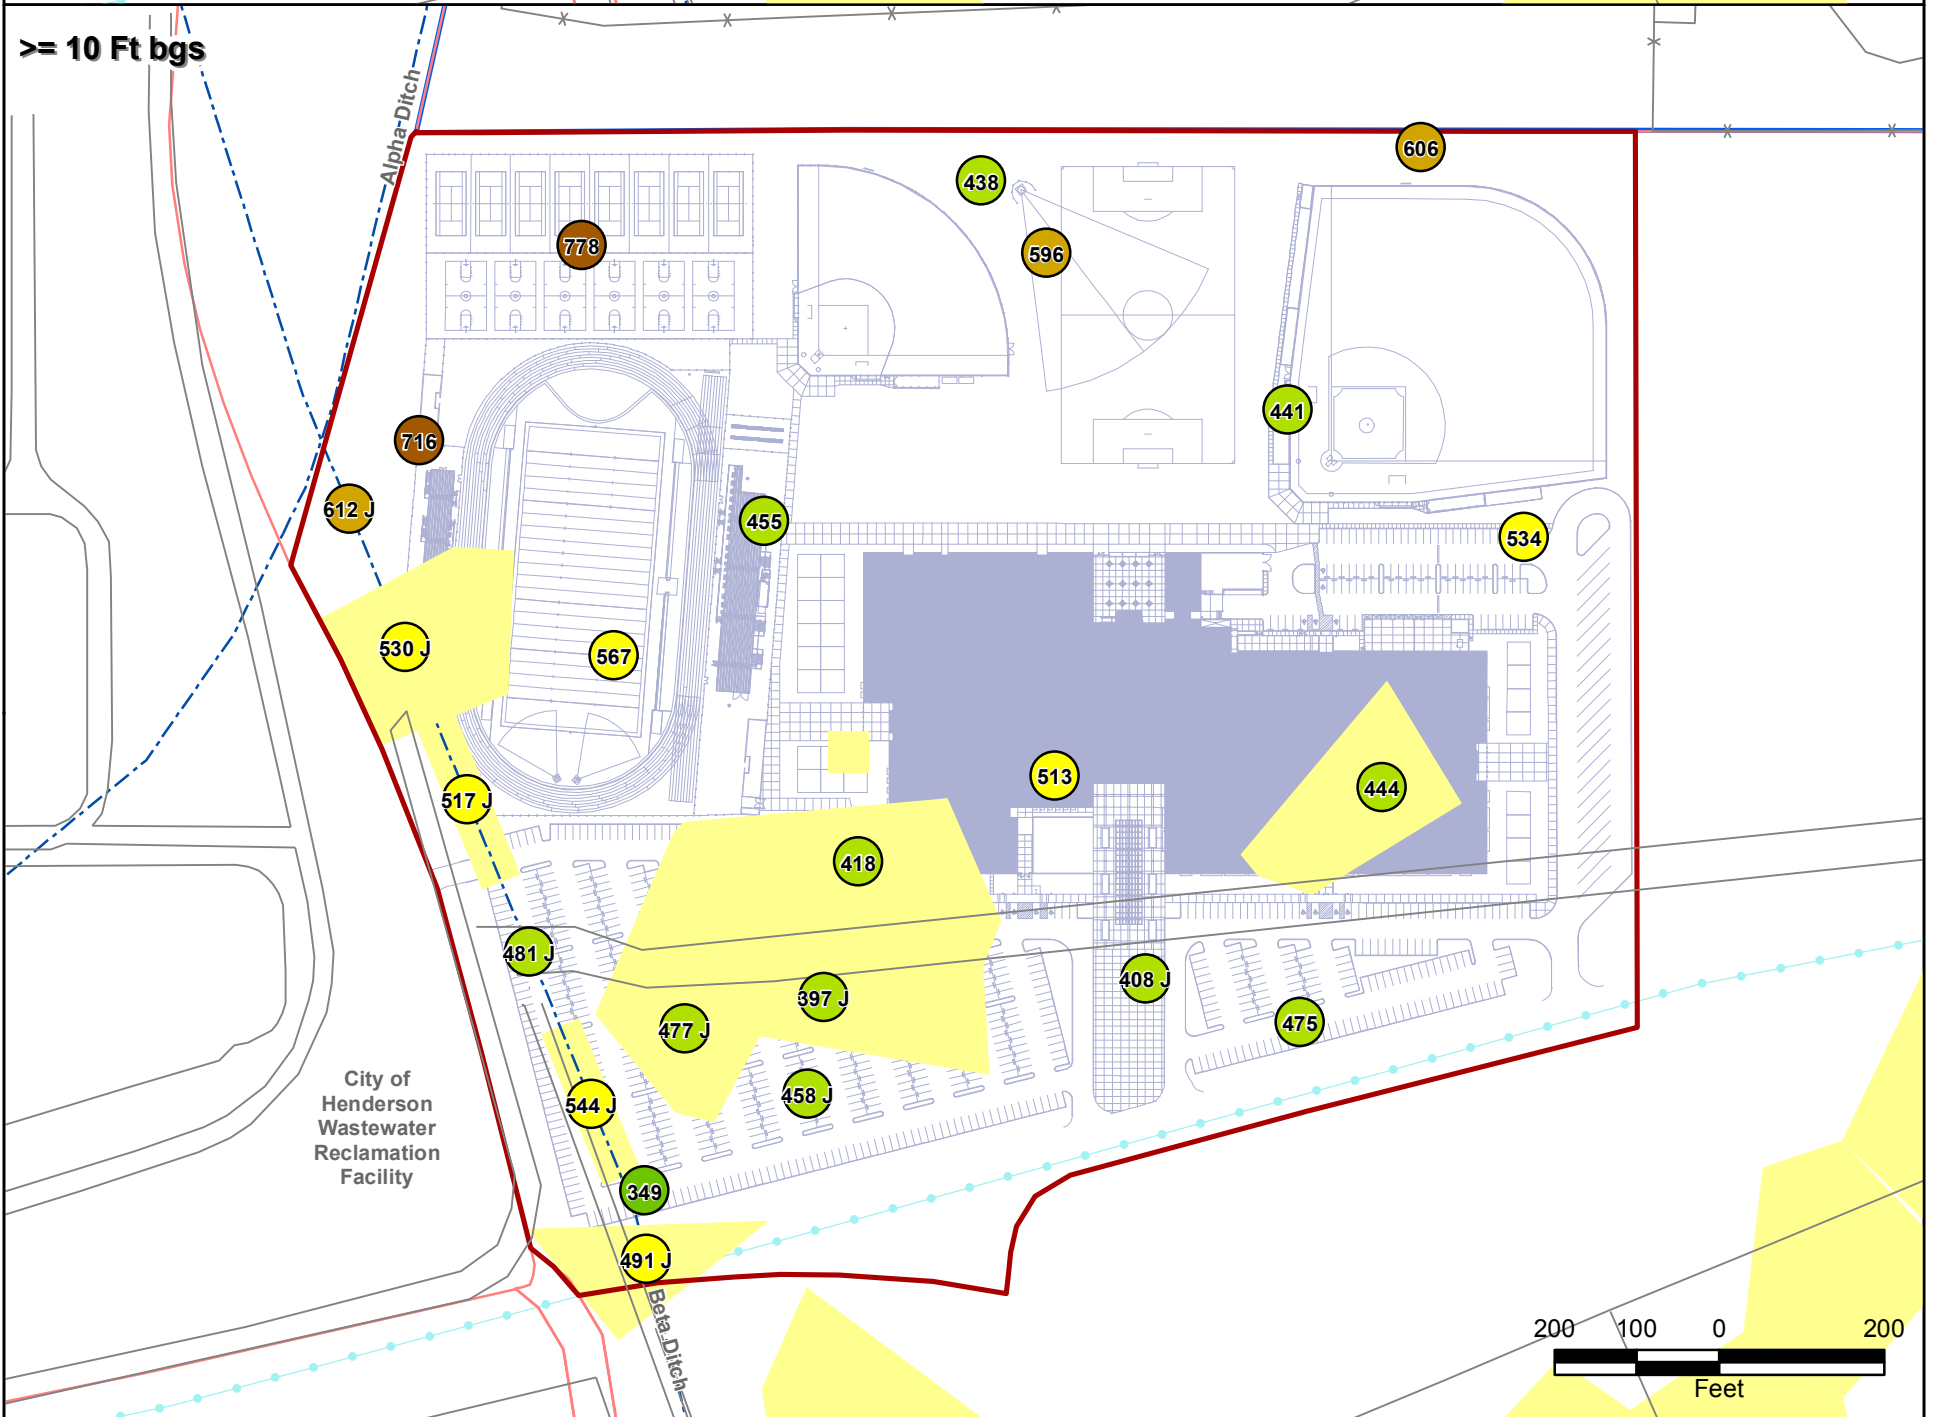 >= 10 Ft bgs
Alpha Ditch
606
438
778
596
441
716
612 J
455
534
530 J
567
513
444
517 J
418
481 J
408 J
397 J
475
477 J
City of
Henderson
Wastewater
Reclamation
Facility
458 J
544 J
349
491 J
Beta Ditch
200 100 0 200
Feet